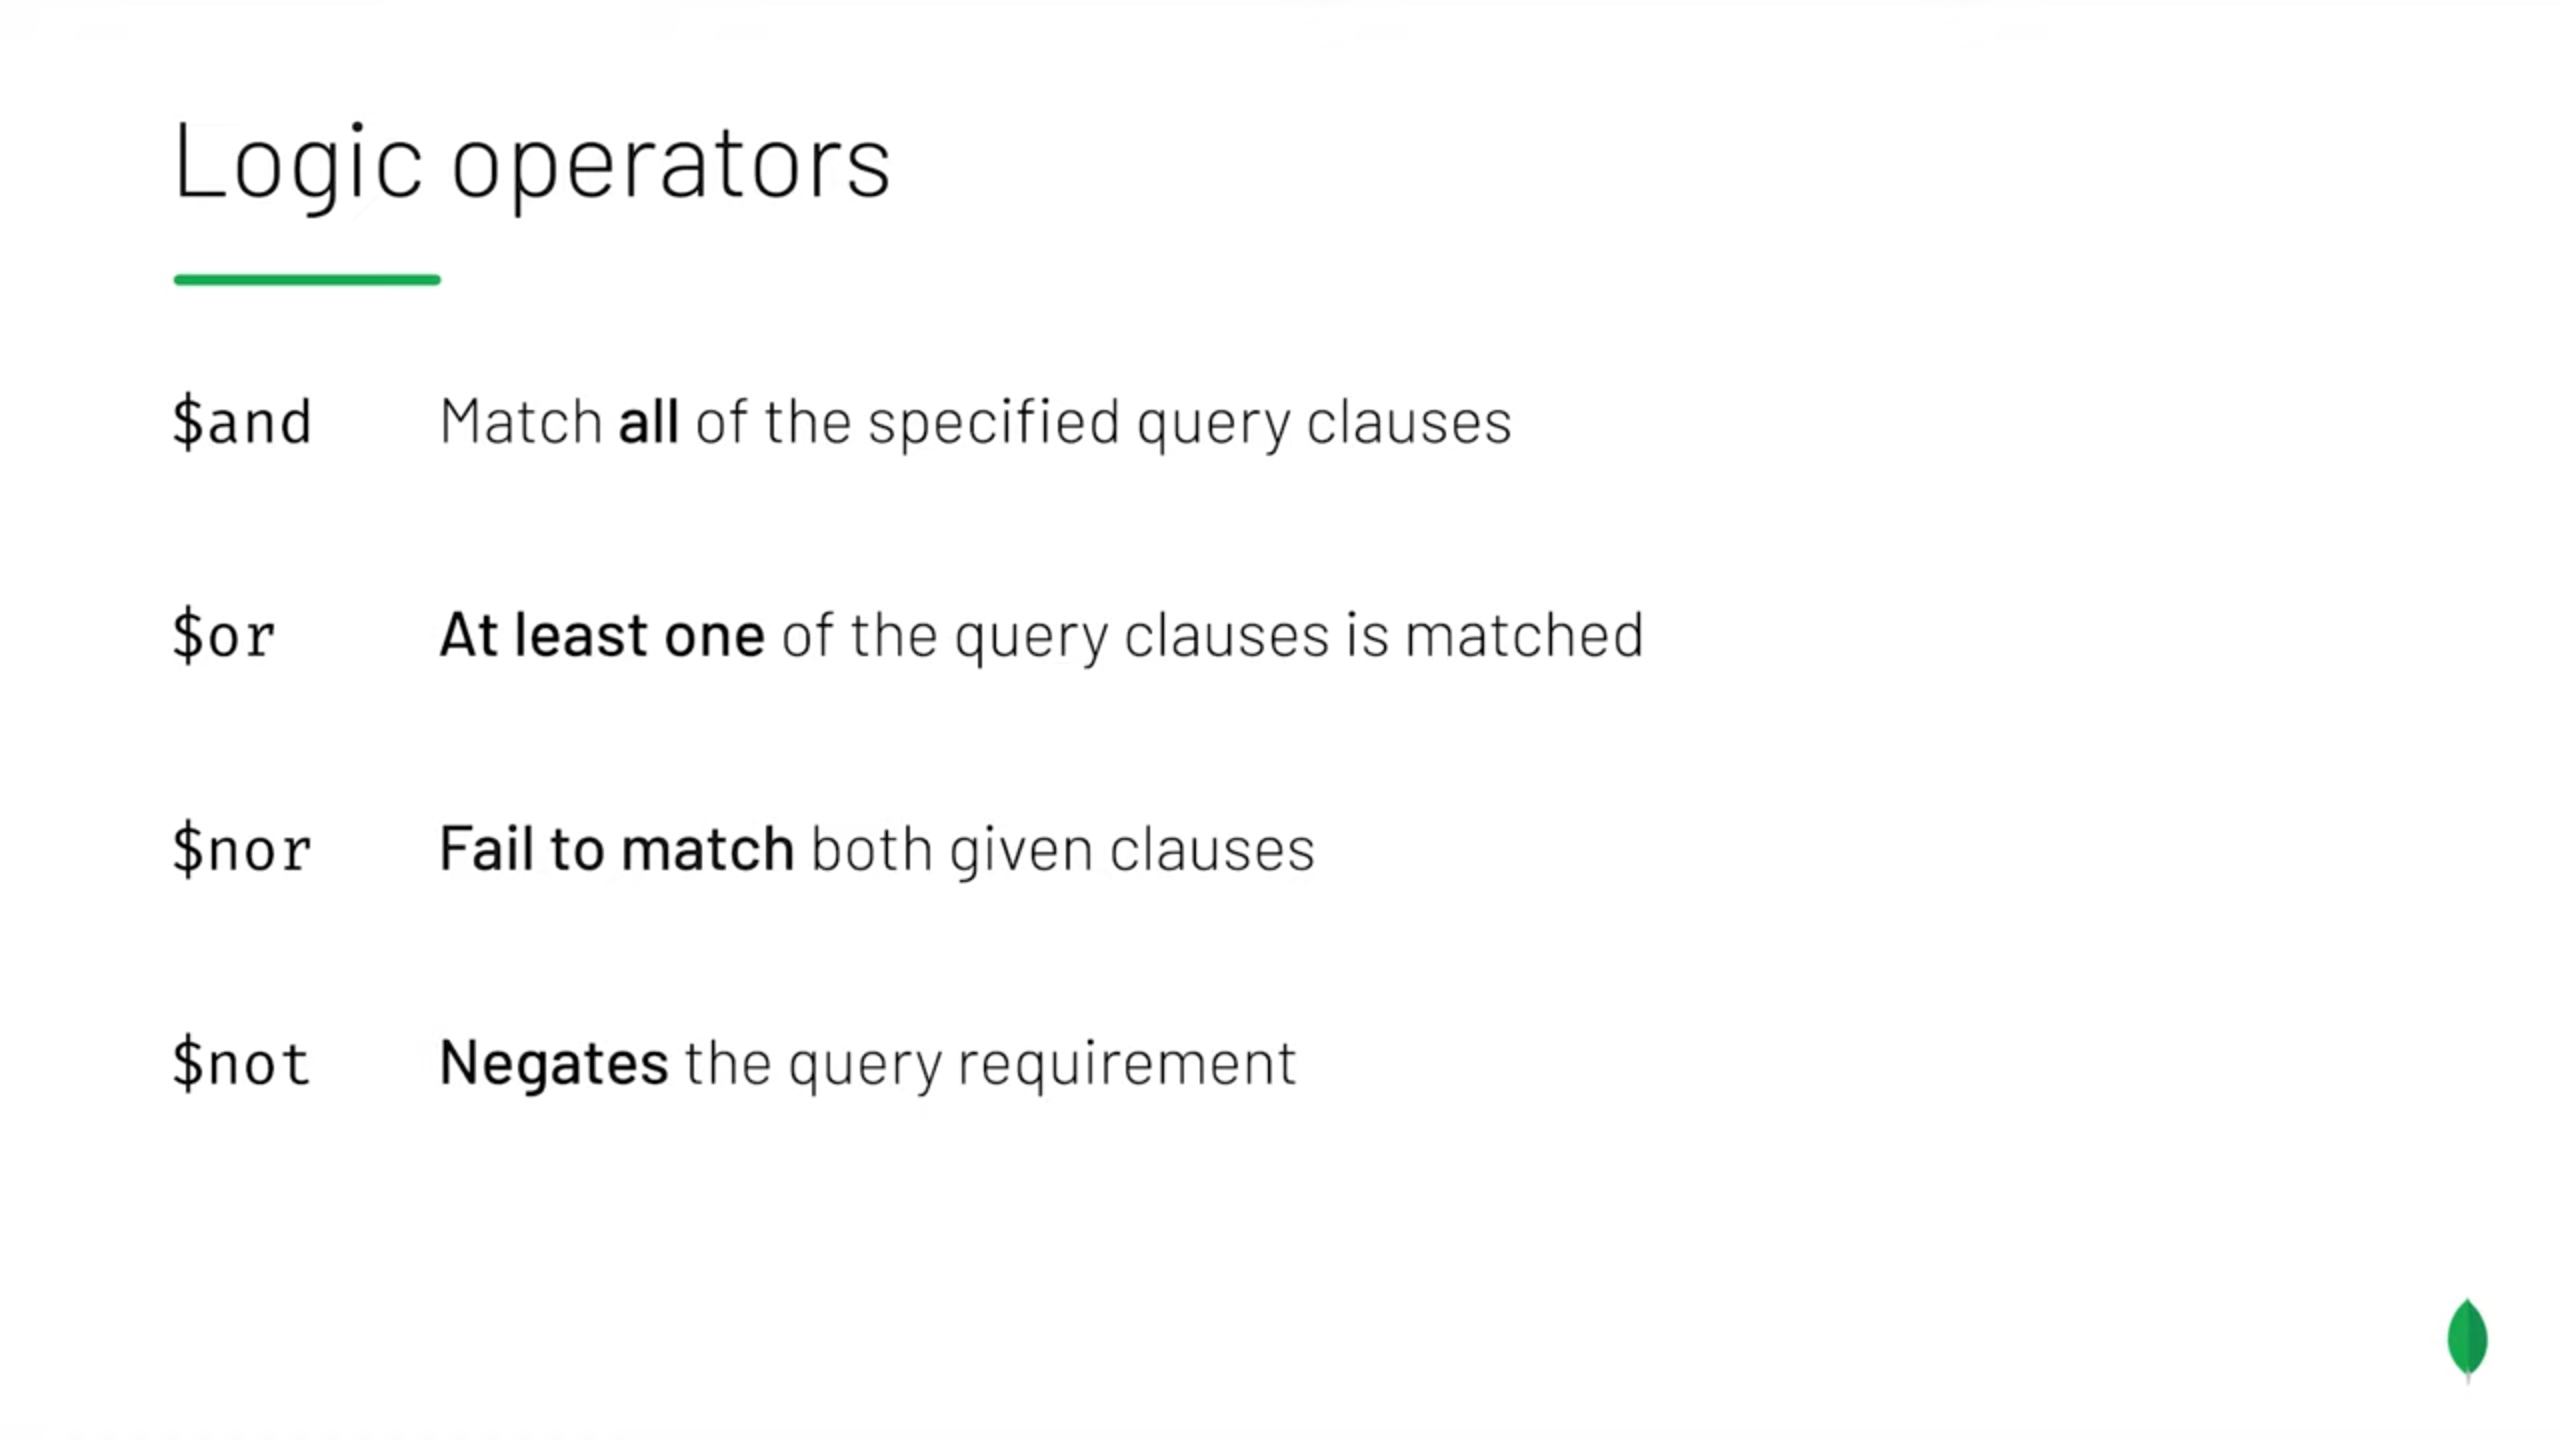 Logic operators
$and Match all of the specified query clauses
$or At least one of the query clauses is matched
$nor Fail to match both given clauses
$not Negates the query requirement